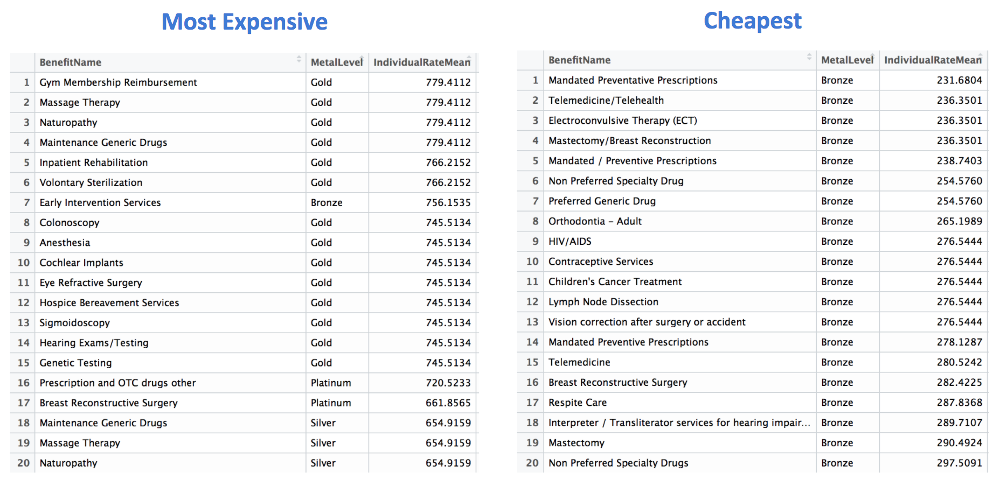 Most Expensive
BenefitName MetalLevel IndividualRateMean
1 Gym Membership Reimbursement Gold 779.4112
2 Massage Therapy Gold 779.4112
3 Naturopathy Gold 779.4112
4 Maintenance Generic Drugs Gold 779.4112
5 Inpatient Rehabilitation Gold 766.2152
6 Volontary Sterilization Gold 766.2152
7 Early Intervention Services Bronze 756.1535
8 Colonoscopy Gold 745.5134
9 Anesthesia Gold 745.5134
10 Cochlear Implants Gold 745.5134
11 Eye Refractive Surgery Gold 745.5134
12 Hospice Bereavement Services Gold 745.5134
13 Sigmoidoscopy Gold 745.5134
14 Hearing Exams/Testing Gold 745.5134
15 Genetic Testing Gold 745.5134
16 Prescription and OTC drugs other Platinum 720.5233
17 Breast Reconstructive Surgery Platinum 661.8565
18 Maintenance Generic Drugs Silver 654.9159
19 Massage Therapy Silver 654.9159
20 Naturopathy Silver 654.9159
Cheapest
BenefitName MetalLevel IndividualRateMean
1 Mandated Preventative Prescriptions Bronze 231.6804
2 Telemedicine/Telehealth Bronze 236.3501
3 Electroconvulsive Therapy (ECT) Bronze 236.3501
4 Mastectomy/Breast Reconstruction Bronze 236.3501
5 Mandated / Preventive Prescriptions Bronze 238.7403
6 Non Preferred Specialty Drug Bronze 254.5760
7 Preferred Generic Drug Bronze 254.5760
8 Orthodontia – Adult Bronze 265.1989
9 HIV/AIDS Bronze 276.5444
10 Contraceptive Services Bronze 276.5444
11 Children's Cancer Treatment Bronze 276.5444
12 Lymph Node Dissection Bronze 276.5444
13 Vision correction after surgery or accident Bronze 276.5444
14 Mandated Preventive Prescriptions Bronze 278.1287
15 Telemedicine Bronze 280.5242
16 Breast Reconstructive Surgery Bronze 282.4225
17 Respite Care Bronze 287.8368
18 Interpreter / Transliterator services for hearing impair... Bronze 289.7107
19 Mastectomy Bronze 290.4924
20 Non Preferred Specialty Drugs Bronze 297.5091